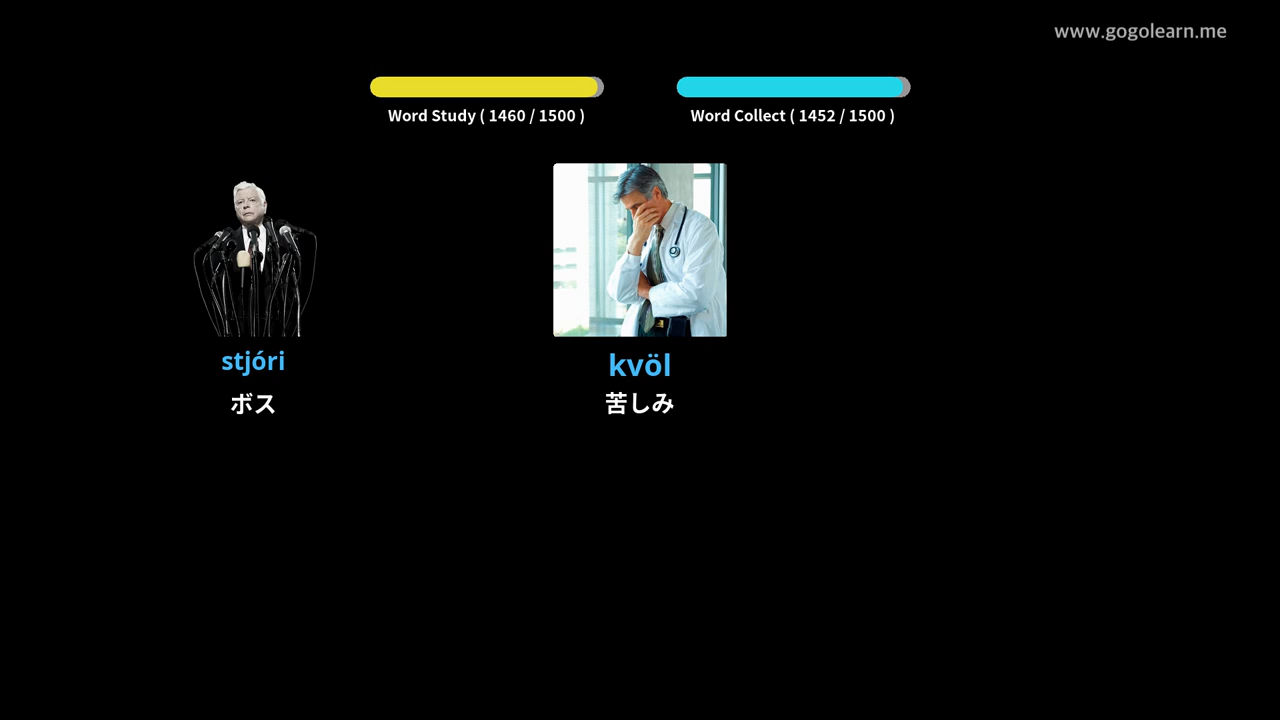 www.gogolearn.me
Word Study ( 1460 / 1500 )
Word Collect ( 1452 / 1500 )
stjóri
ボス
kvöl
苦しみ